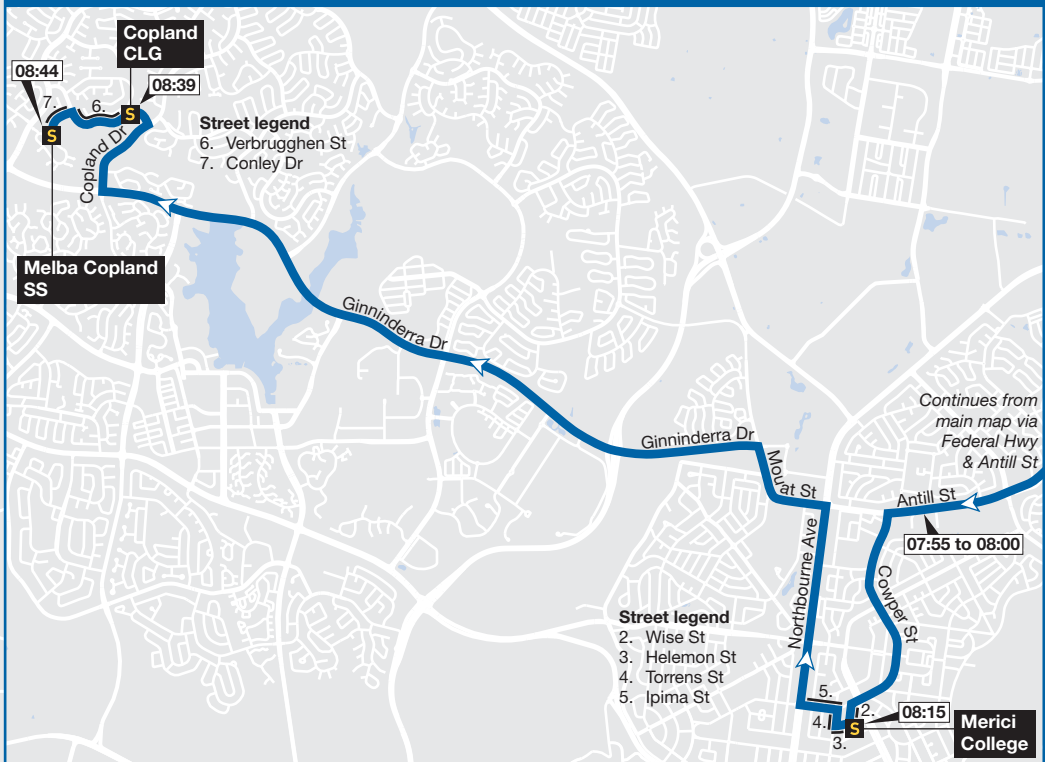 Copland
CLG
08:44
08:39
7.
6.
S
S
Street legend
6. Verbrugghen St
7. Conley Dr
Copland Dr
Melba Copland
SS
Ginninderra Dr
Continues from
main map via
Federal Hwy
& Antill St
Ginninderra Dr
Mouat St
Antill St
07:55 to 08:00
Northbourne Ave
Cowper St
Street legend
2. Wise St
3. Helemon St
4. Torrens St
5. Ipima St
5.
2.
4.
3.
S
08:15
Merici
College